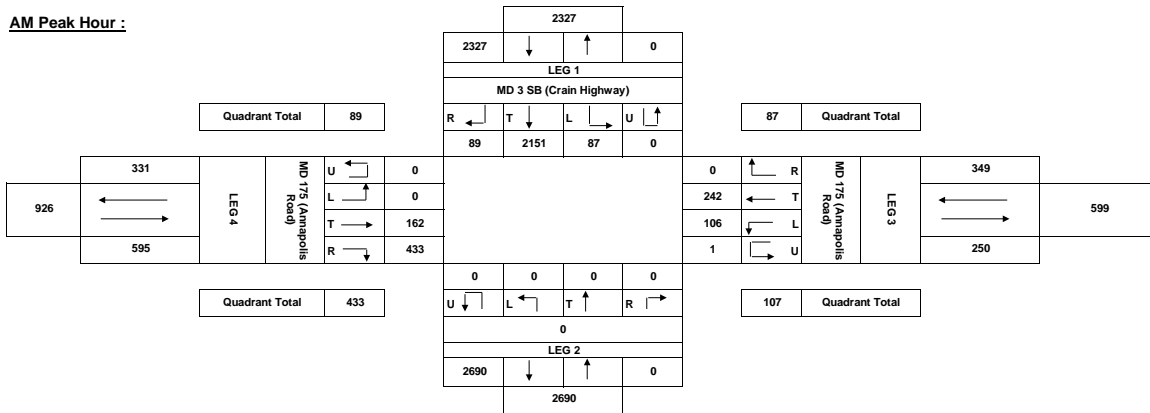 AM Peak Hour :
2327
2327 0
LEG 1
MD 3 SB (Crain Highway)
Quadrant Total 89
R T L U
87 Quadrant Total
89 2151 87 0
331
U 0
0 R
349
926
LEG 4
MD 175 (Annapolis Road)
L 0
242 T
MD 175 (Annapolis Road)
LEG 3
599
T 162
106 L
595
R 433
1 U
250
0 0 0 0
Quadrant Total 433
U L T R
107 Quadrant Total
0
LEG 2
2690 0
2690